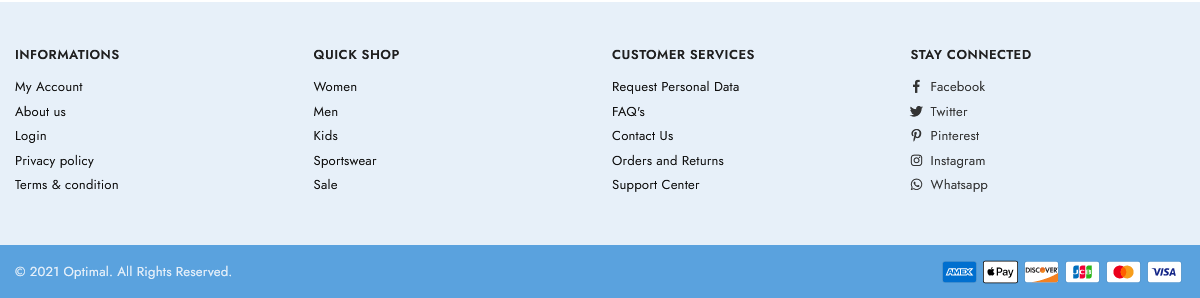 INFORMATIONS
My Account
About us
Login
Privacy policy
Terms & condition
QUICK SHOP
Women
Men
Kids
Sportswear
Sale
CUSTOMER SERVICES
Request Personal Data
FAQ's
Contact Us
Orders and Returns
Support Center
STAY CONNECTED
Facebook
Twitter
Pinterest
Instagram
Whatsapp
© 2021 Optimal. All Rights Reserved.
AMEX Pay DISCOVER JCB VISA